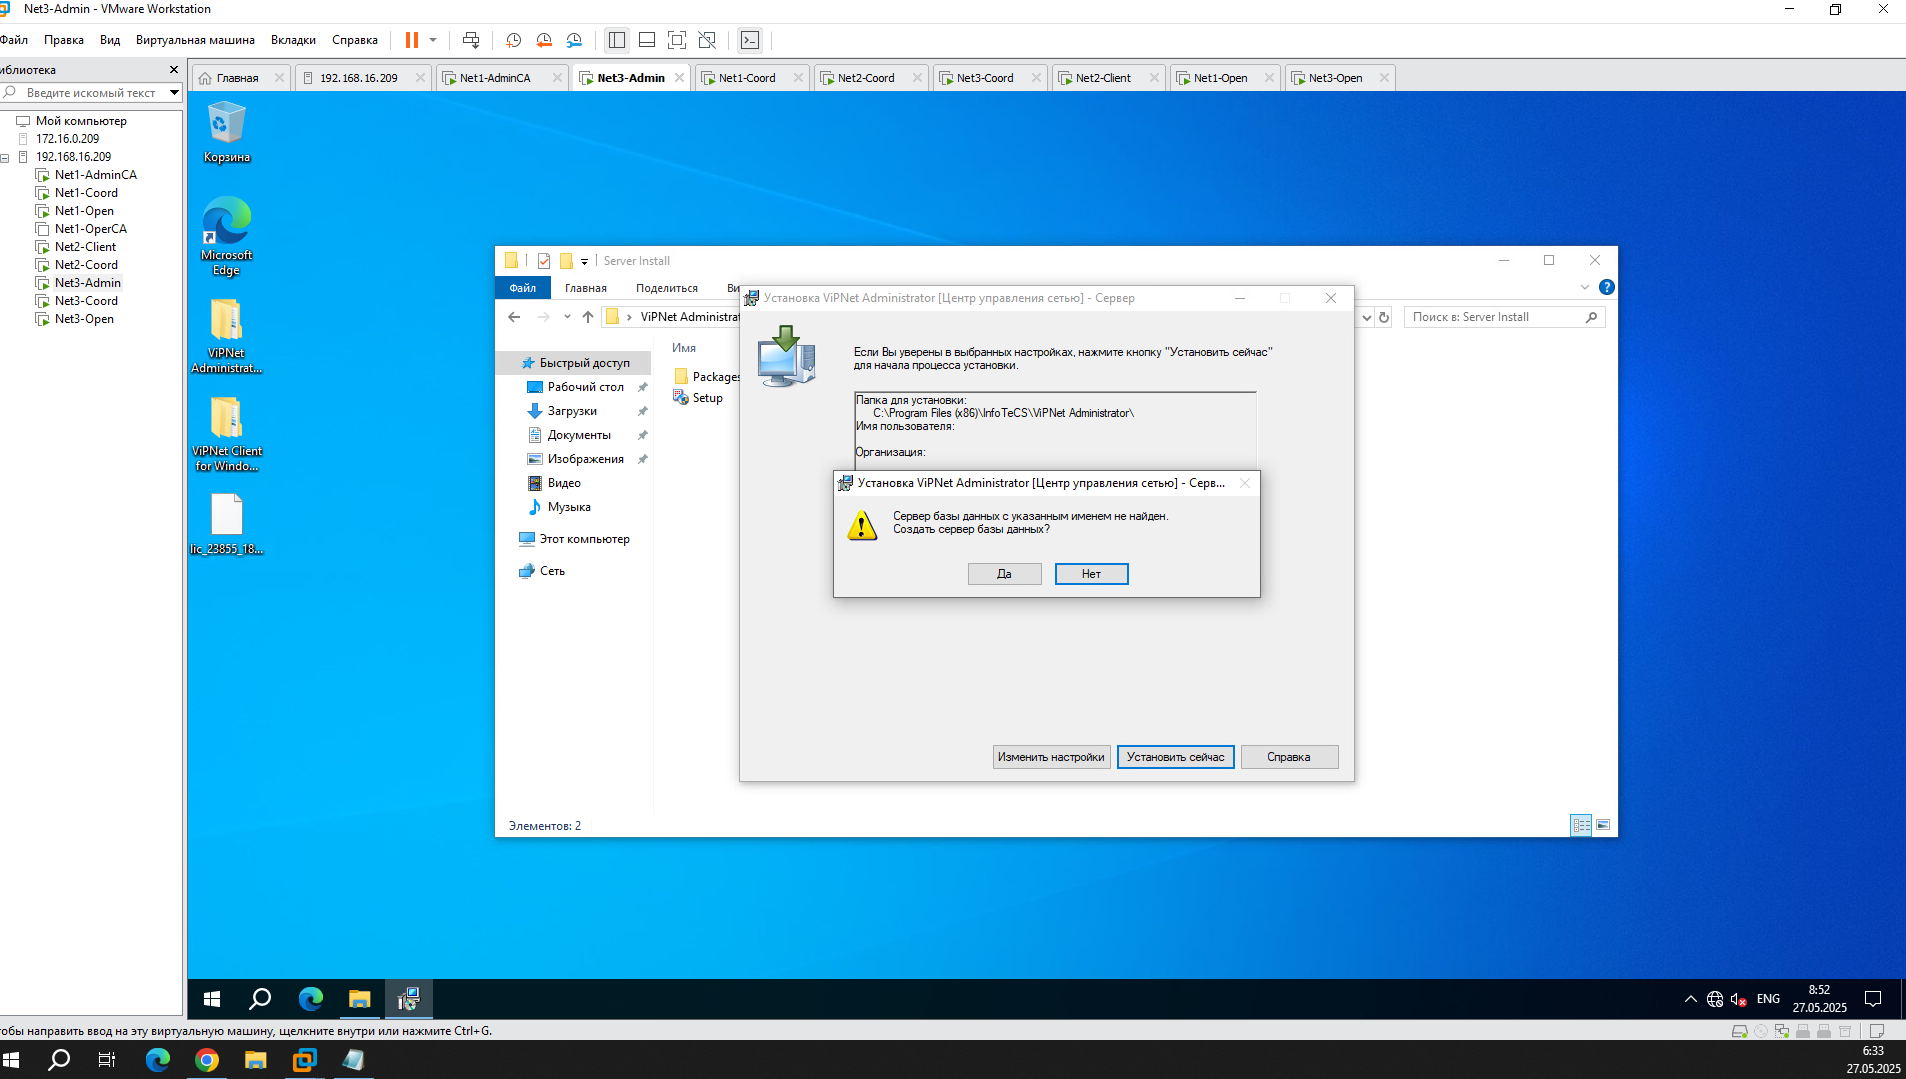 Net3-Admin - VMware Workstation
Файл Правка Вид Виртуальная машина Вкладки Справка
иблиотека
Введите искомый текст
Мой компьютер
172.16.0.209
192.168.16.209
Net1-AdminCA
Net1-Coord
Net1-Open
Net1-OperCA
Net2-Client
Net2-Coord
Net3-Admin
Net3-Coord
Net3-Open
Главная 192.168.16.209 Net1-AdminCA Net3-Admin Net1-Coord Net2-Coord Net3-Coord Net2-Client Net1-Open Net3-Open
Корзина
Microsoft
Edge
ViPNet
Administrat...
ViPNet Client
for Windo...
lic_23855_18...
Server Install
Файл Главная Поделиться Ви
ViPNet Administrat
Поиск в: Server Install
Быстрый доступ
Рабочий стол
Загрузки
Документы
Изображения
Видео
Музыка
Этот компьютер
Сеть
Имя
Packages
Setup
Элементов: 2
Установка ViPNet Administrator [Центр управления сетью] - Сервер
Если Вы уверены в выбранных настройках, нажмите кнопку "Установить сейчас"
для начала процесса установки.
Папка для установки:
C:\Program Files (x86)\InfoTeCS\ViPNet Administrator\
Имя пользователя:
Организация:
Установка ViPNet Administrator [Центр управления сетью] - Серв...
Сервер базы данных с указанным именем не найден.
Создать сервер базы данных?
Да Нет
Изменить настройки Установить сейчас Справка
ENG
8:52
27.05.2025
тобы направить ввод на эту виртуальную машину, щелкните внутри или нажмите Ctrl+G.
6:33
27.05.2025